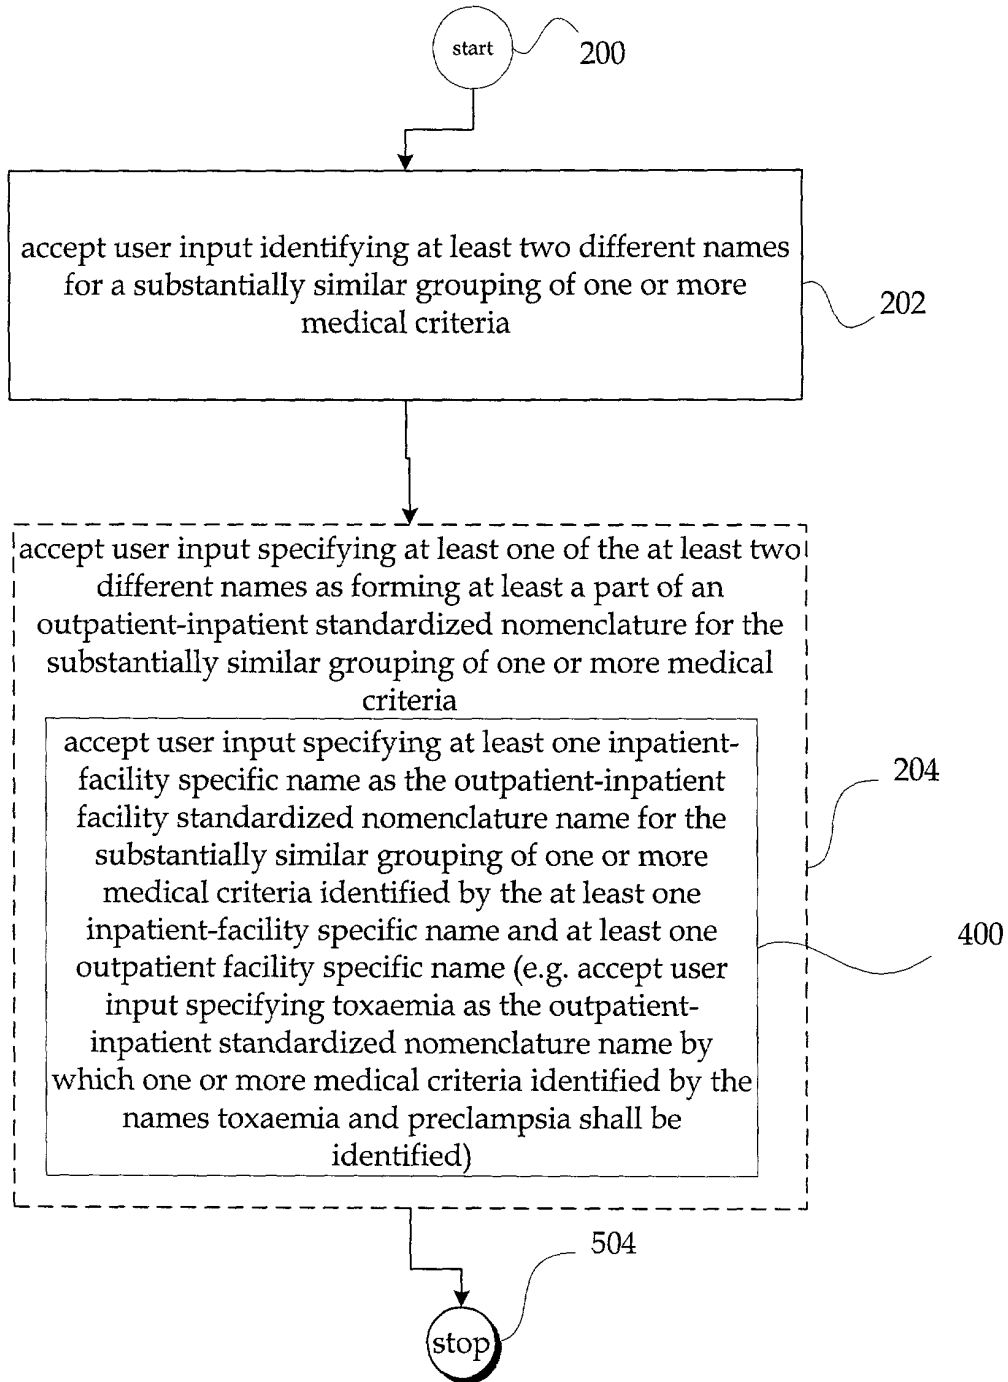 start
200
accept user input identifying at least two different names
for a substantially similar grouping of one or more
medical criteria
202
accept user input specifying at least one of the at least two
different names as forming at least a part of an
outpatient-inpatient standardized nomenclature for the
substantially similar grouping of one or more medical
criteria
204
accept user input specifying at least one inpatient-
facility specific name as the outpatient-inpatient
facility standardized nomenclature name for the
substantially similar grouping of one or more
medical criteria identified by the at least one
inpatient-facility specific name and at least one
outpatient facility specific name (e.g. accept user
input specifying toxaemia as the outpatient-
inpatient standardized nomenclature name by
which one or more medical criteria identified by the
names toxaemia and preclampsia shall be
identified)
400
504
stop